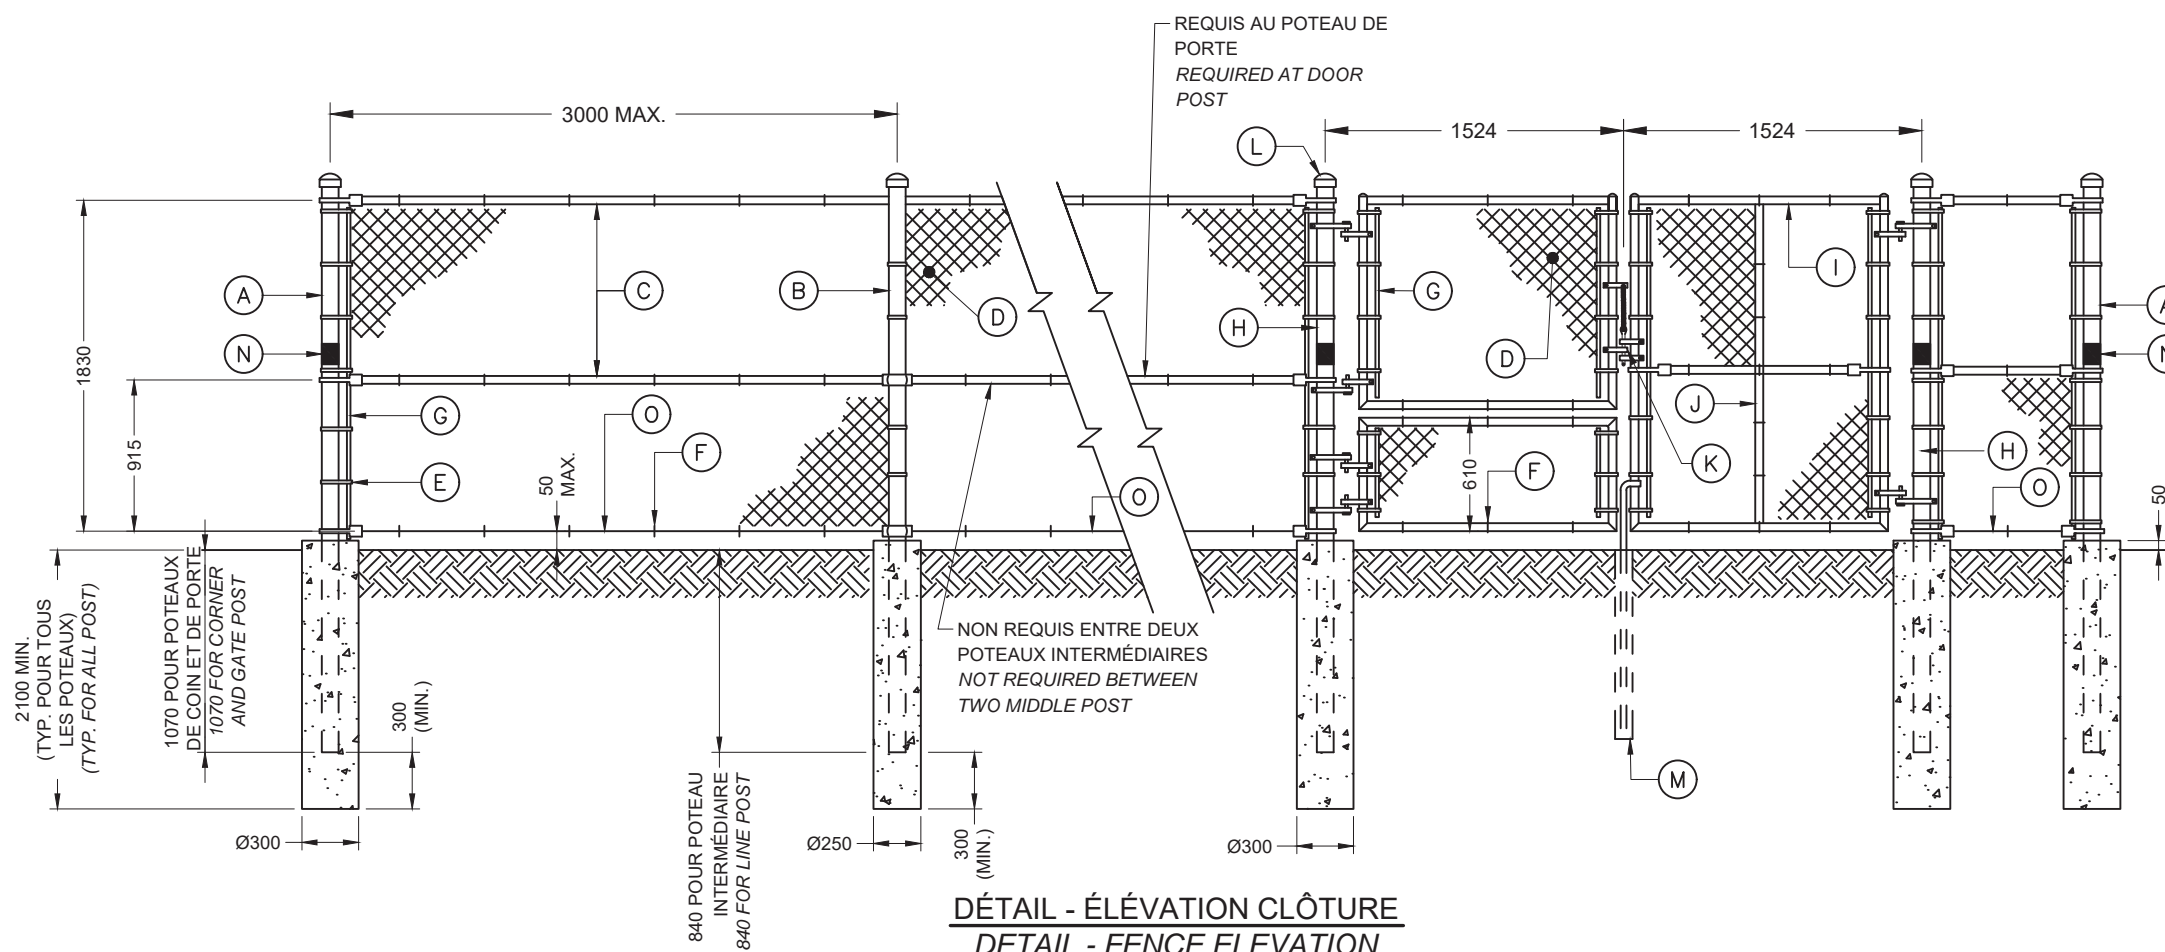 REQUIS AU POTEAU DE
PORTE
REQUIRED AT DOOR
POST
3000 MAX.
1524
1524
L
A
N
C
B
D
H
G
D
I
A
N
1830
915
G
E
O
F
50
MAX.
O
610
F
J
K
H
O
50
M
2100 MIN.
(TYP. POUR TOUS
LES POTEAUX)
(TYP. FOR ALL POST)
1070 POUR POTEAUX
DE COIN ET DE PORTE
1070 FOR CORNER
AND GATE POST
300
(MIN.)
NON REQUIS ENTRE DEUX
POTEAUX INTERMÉDIAIRES
NOT REQUIRED BETWEEN
TWO MIDDLE POST
840 POUR POTEAU
INTERMÉDIAIRE
840 FOR LINE POST
300
(MIN.)
Ø300
Ø250
Ø300
DÉTAIL - ÉLÉVATION CLÔTURE
DETAIL - FENCE ELEVATION